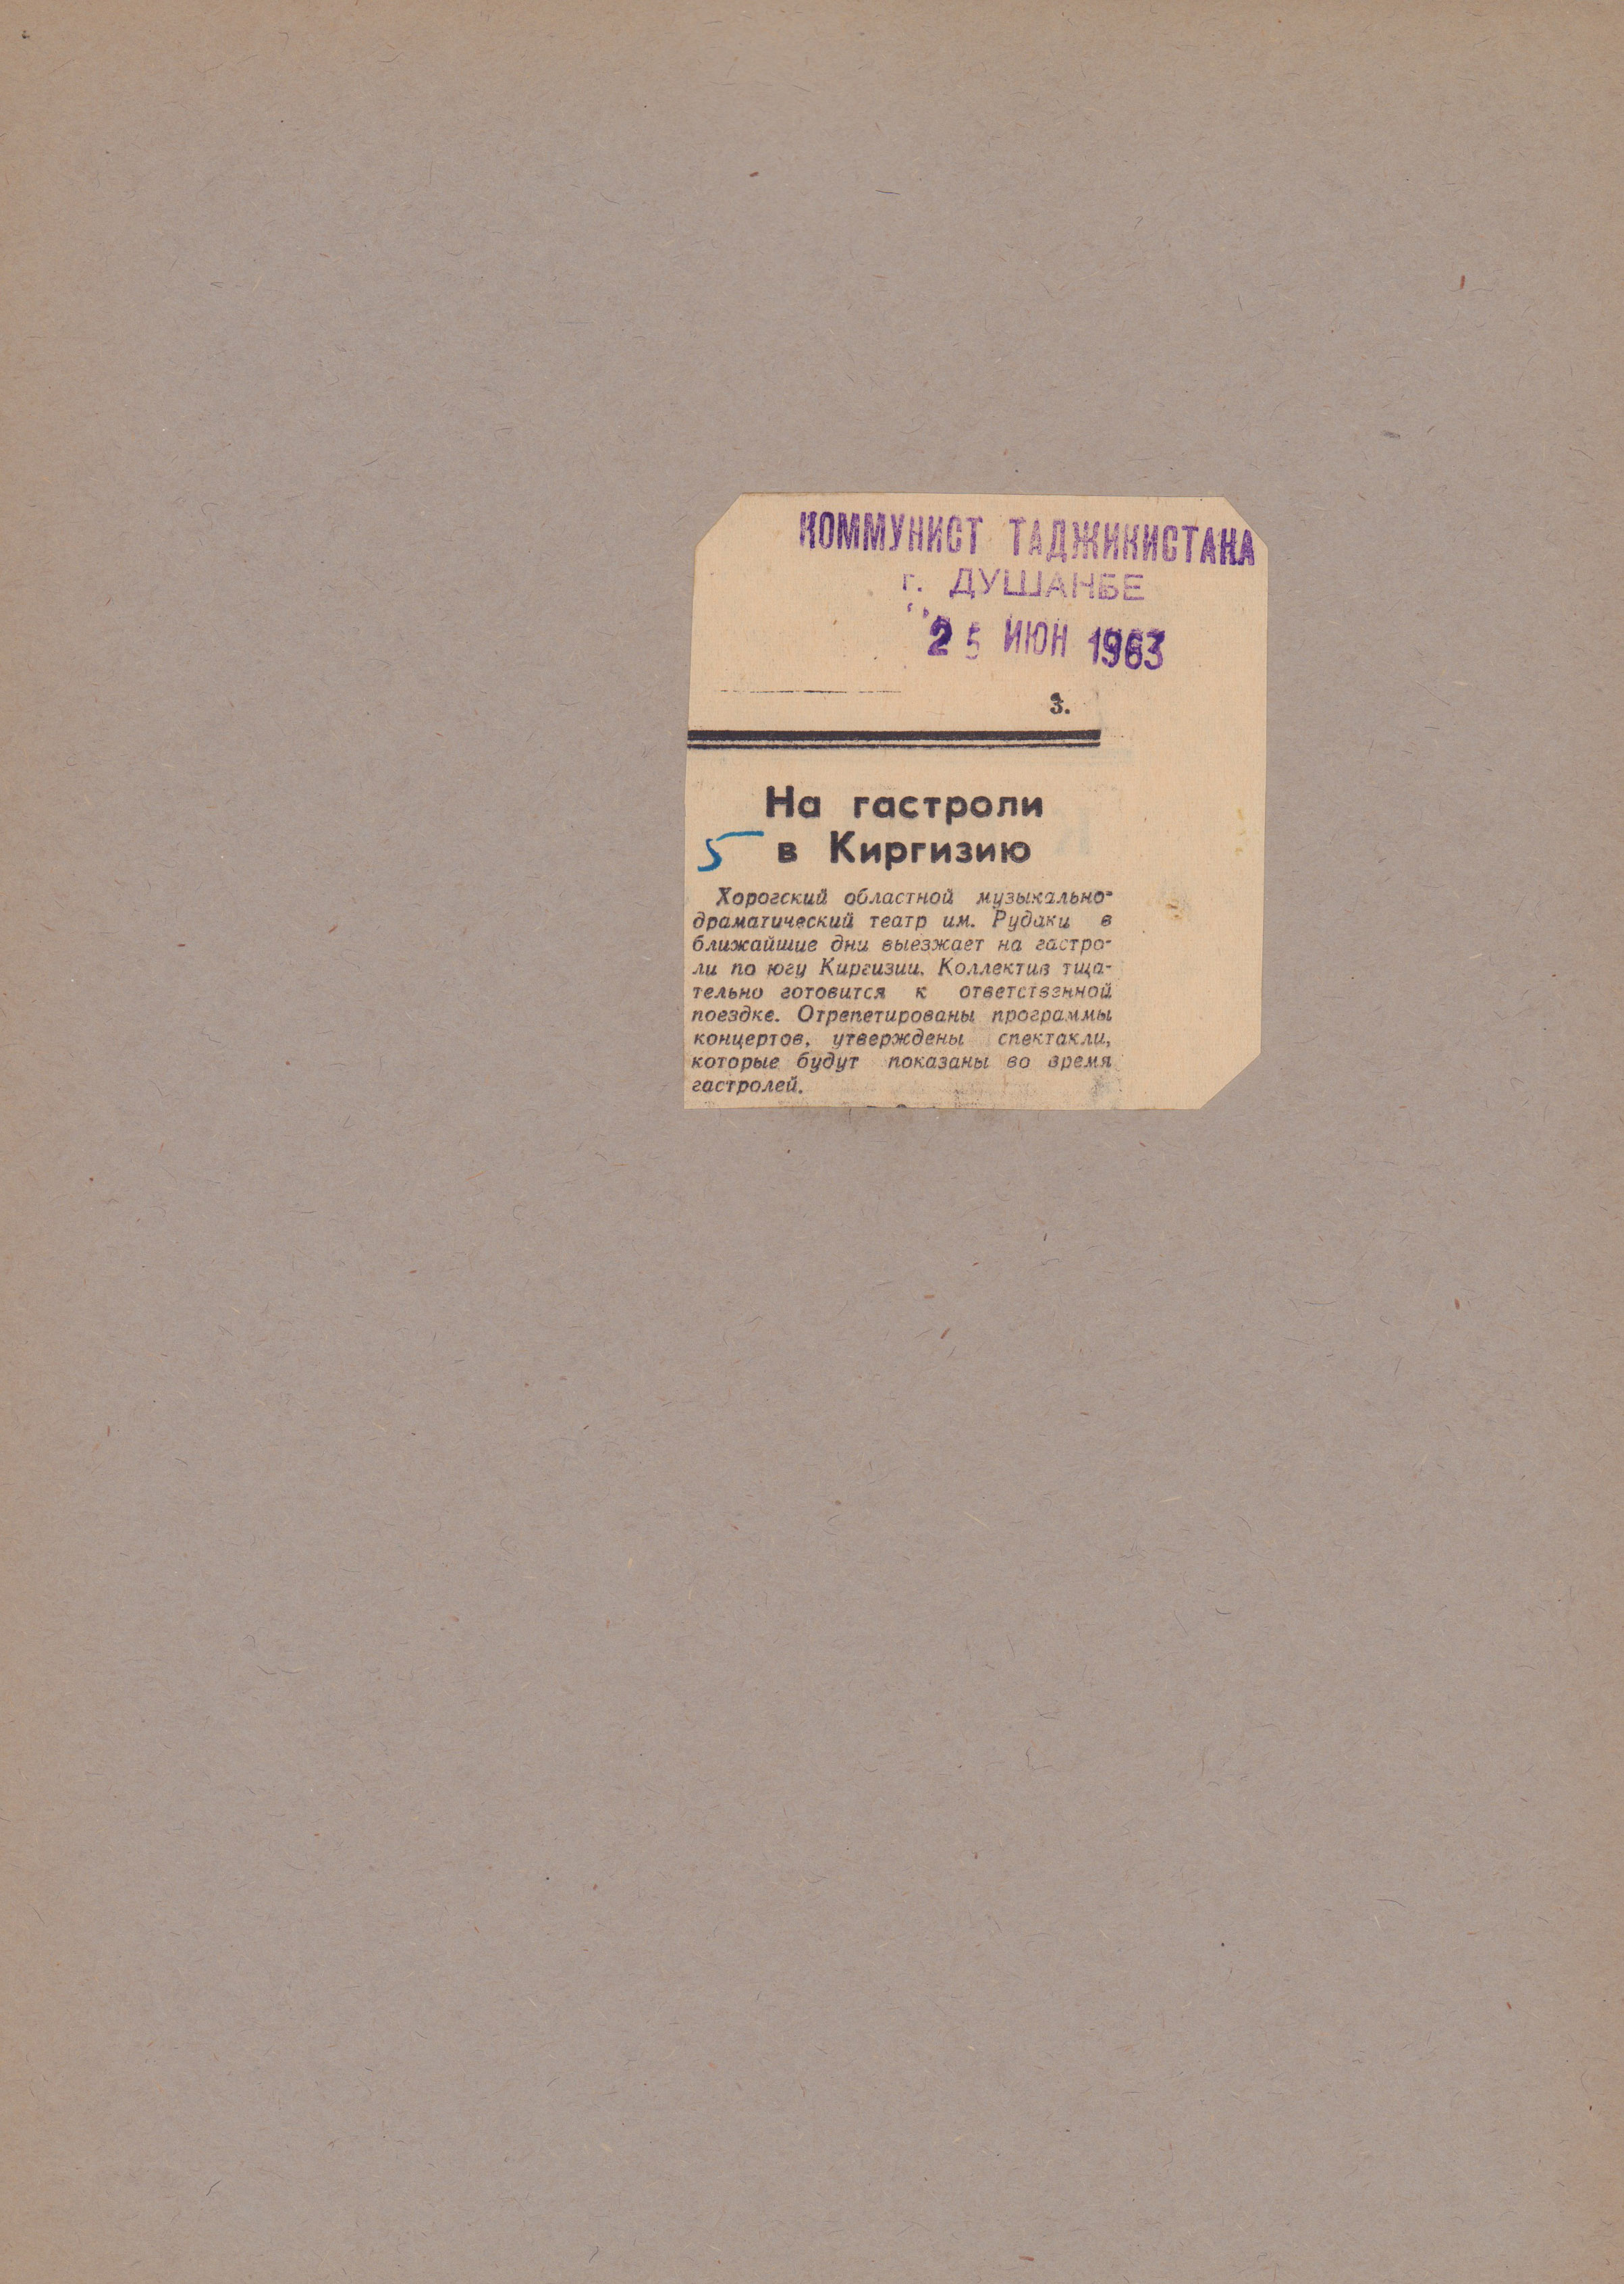 КОММУНИСТ ТАДЖИКИСТАНА
г. ДУШАНБЕ
25 ИЮН 1963
3.
На гастроли
5 в Киргизию
Хорогский областной музыкально-
драматический театр им. Рудаки в
ближайшие дни выезжает на гастро-
ли по югу Киргизии. Коллектив тща-
тельно готовится к ответственной
поездке. Отрепетированы программы
концертов, утверждены спектакли,
которые будут показаны во время
гастролей.